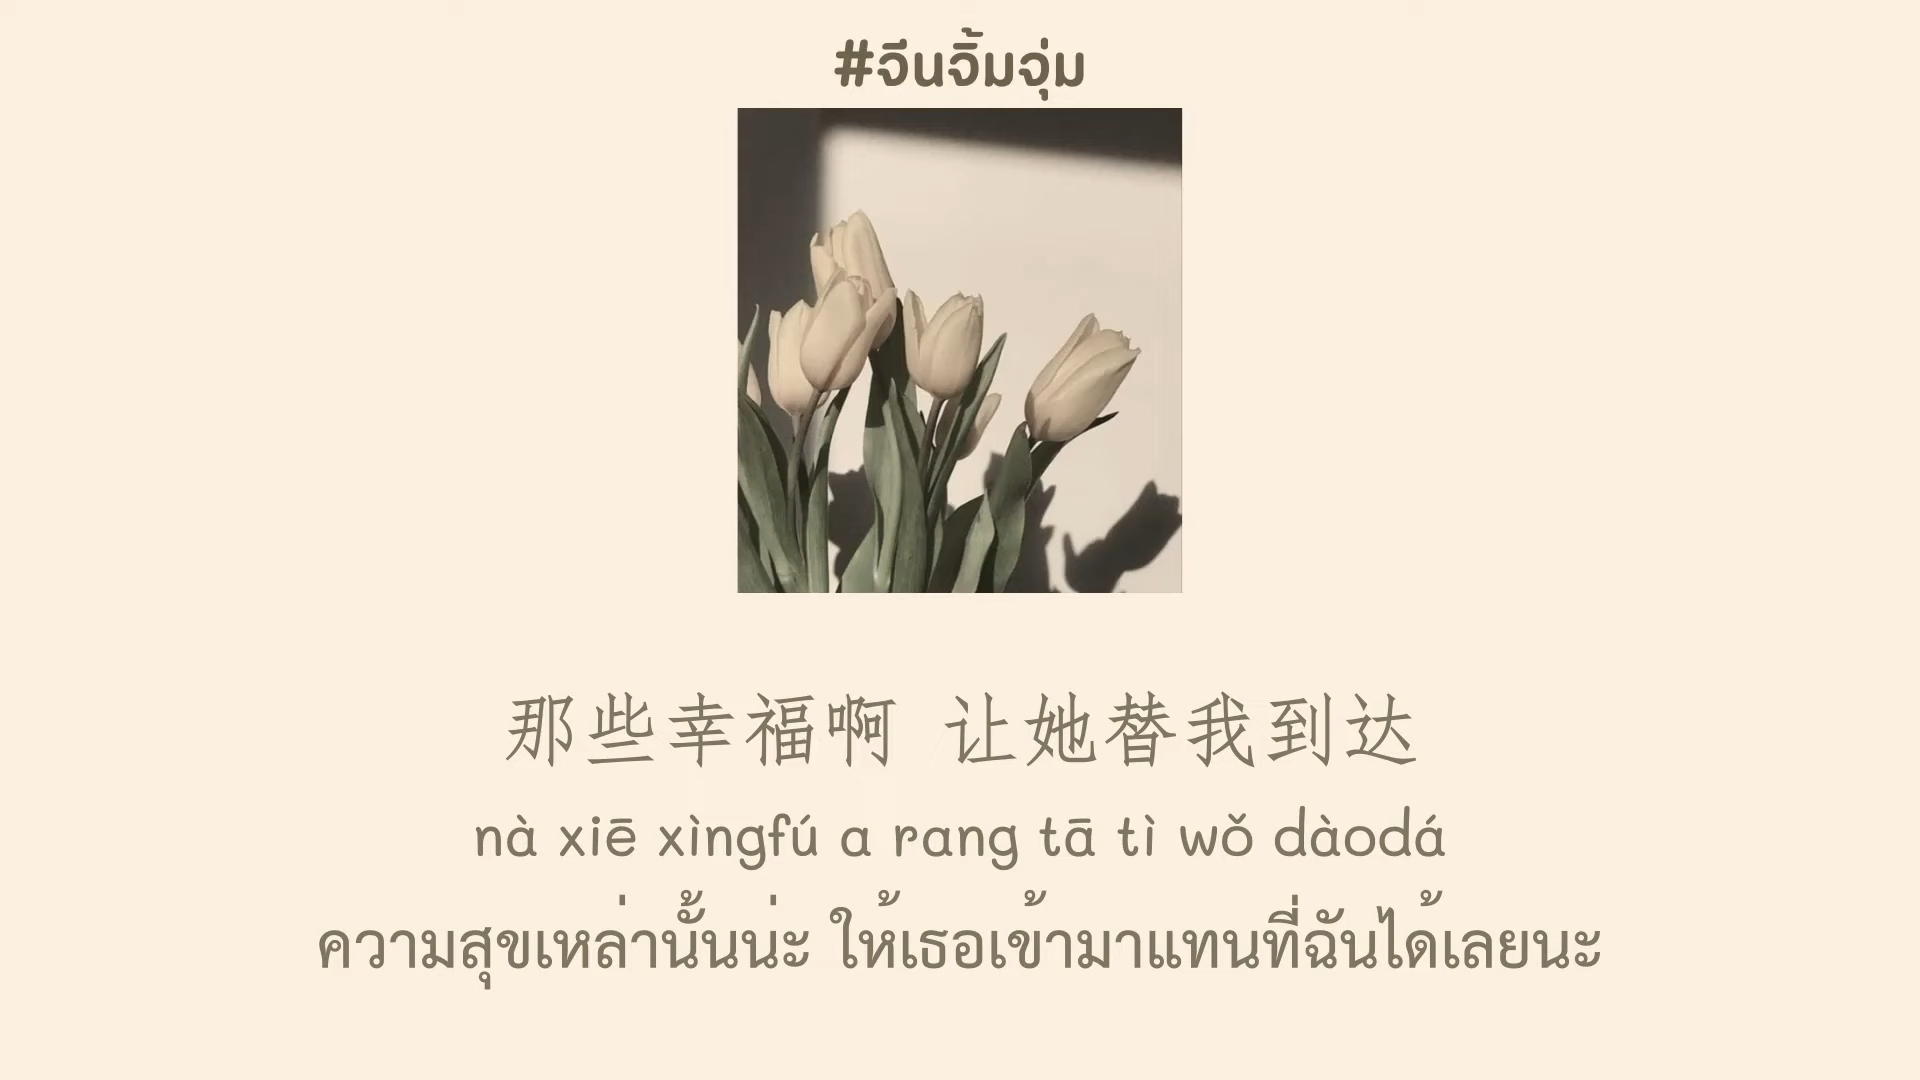 #จีนจิ้มจุ่ม
那些幸福啊 让她替我到达
nà xiē xìngfú a rang tā tì wǒ dàodá
ความสุขเหล่านั้นน่ะ ให้เธอเข้ามาแทนที่ฉันได้เลยนะ